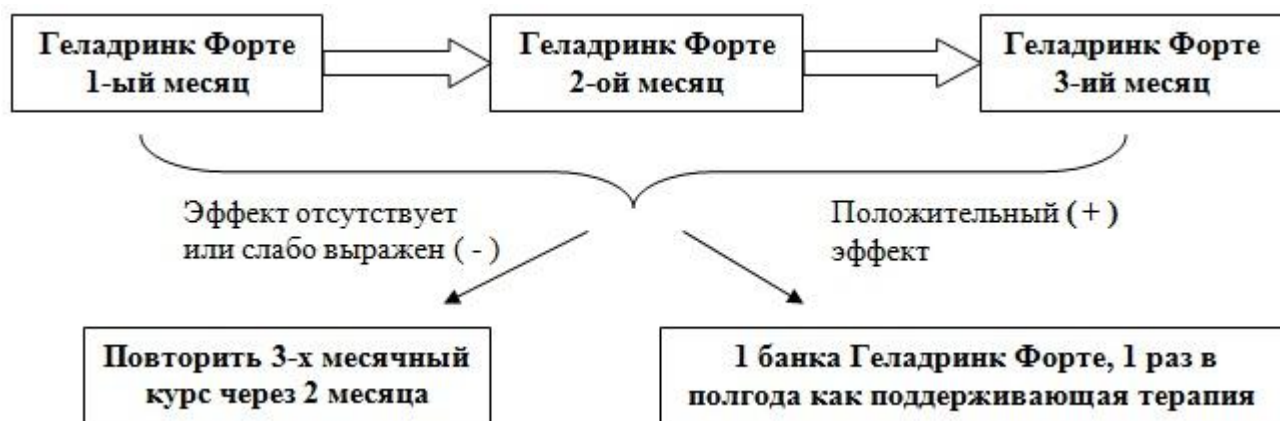 Геладринк Форте
1-ый месяц
Геладринк Форте
2-ой месяц
Геладринк Форте
3-ий месяц
Эффект отсутствует
или слабо выражен ( - )
Положительный ( + )
эффект
Повторить 3-х месячный
курс через 2 месяца
1 банка Геладринк Форте, 1 раз в
полгода как поддерживающая терапия